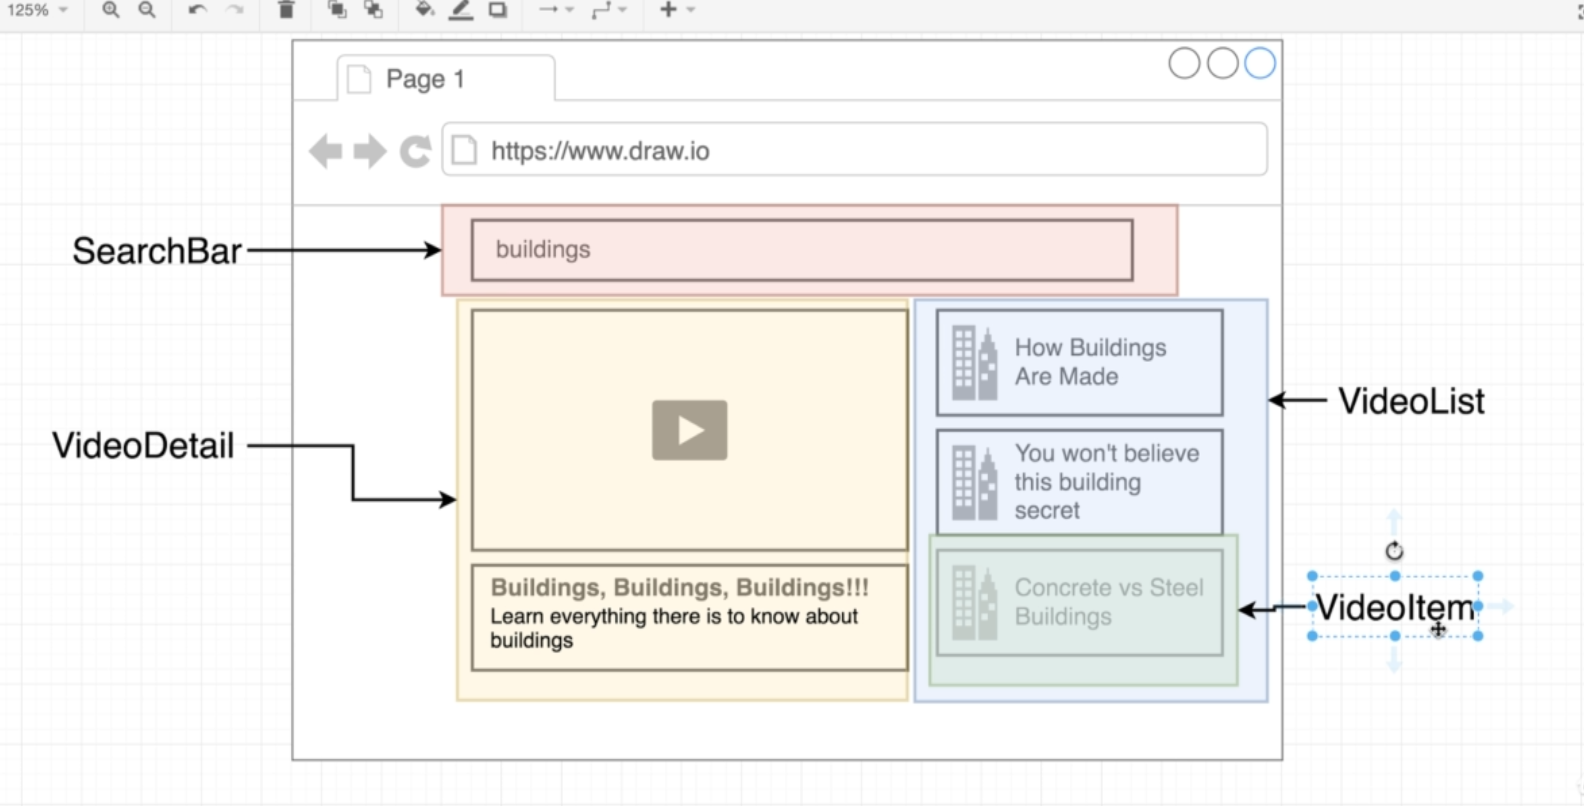 125%
Page 1
https://www.draw.io
SearchBar
buildings
How Buildings
Are Made
VideoList
VideoDetail
You won't believe
this building
secret
Buildings, Buildings, Buildings!!!
Learn everything there is to know about
buildings
Concrete vs Steel
Buildings
VideoItem